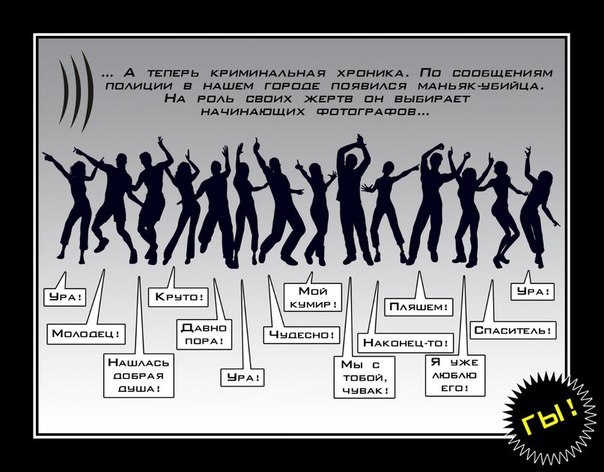 ... А теперь криминальная хроника. По сообщениям
полиции в нашем городе появился маньяк-убийца.
На роль своих жертв он выбирает
начинающих фотографов...
Ура!
Молодец!
Нашлась
добрая
душа!
Круто!
Давно
пора!
Ура!
Чудесно!
Мой
кумир!
Мы с
тобой,
чувак!
Наконец-то!
Пляшем!
Я уже
люблю
его!
Спаситель!
Ура!
ГЫ!